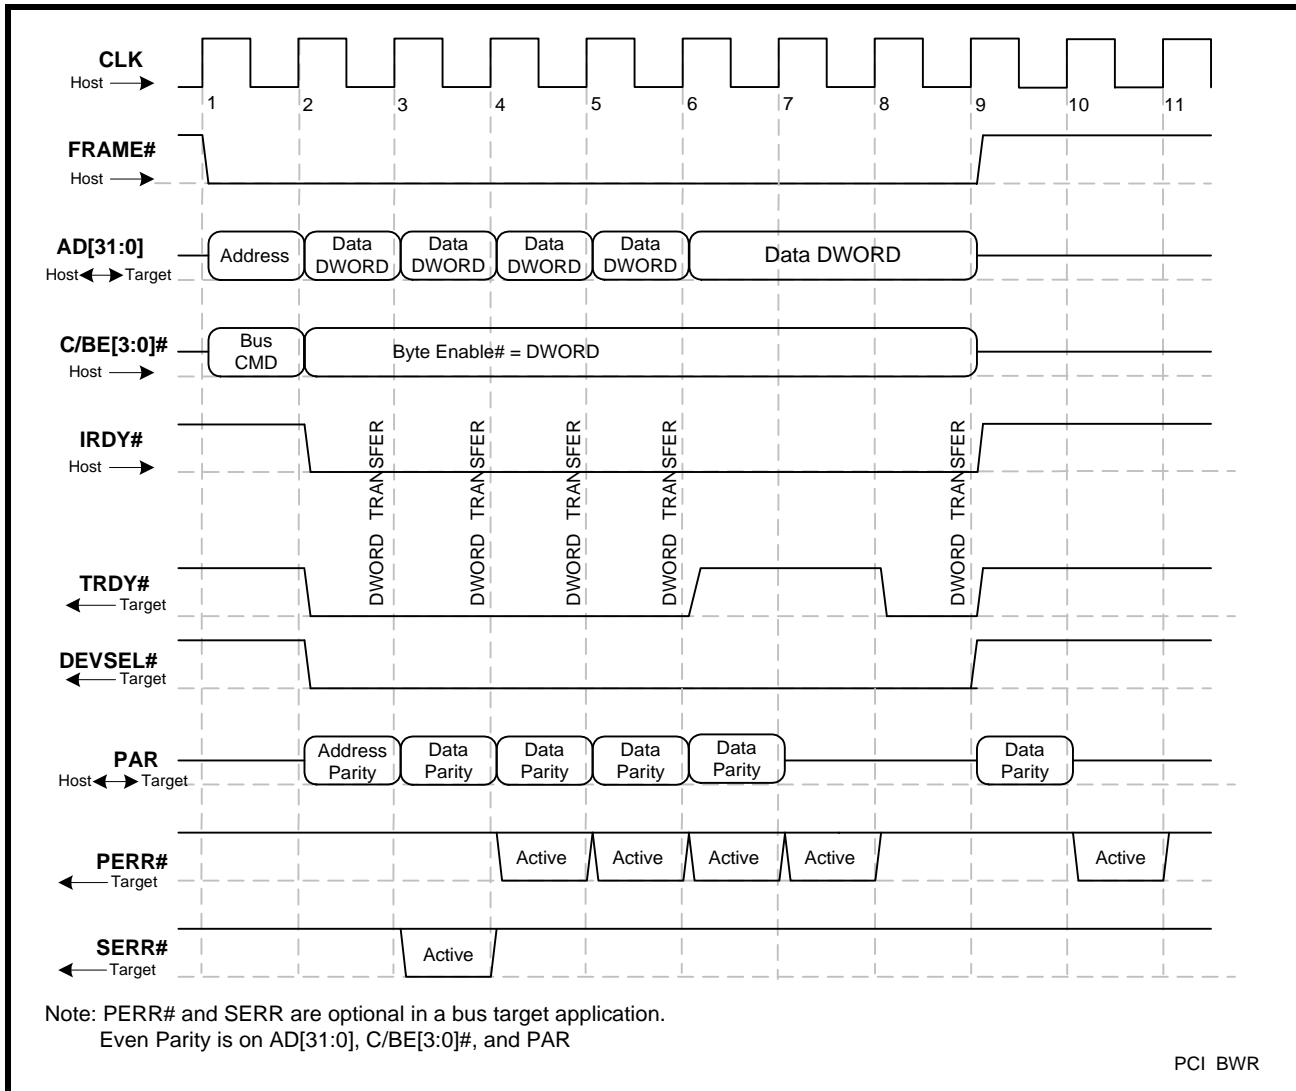 CLK
Host
1 2 3 4 5 6 7 8 9 10 11
FRAME#
Host
AD[31:0]
Host Target
Address
Data
DWORD
Data
DWORD
Data
DWORD
Data
DWORD
Data DWORD
C/BE[3:0]#
Host
Bus
CMD
Byte Enable# = DWORD
IRDY#
Host
DWORD TRANSFER
DWORD TRANSFER
DWORD TRANSFER
DWORD TRANSFER
DWORD TRANSFER
TRDY#
Target
DEVSEL#
Target
PAR
Host Target
Address
Parity
Data
Parity
Data
Parity
Data
Parity
Data
Parity
Data
Parity
PERR#
Target
Active
Active
Active
Active
Active
SERR#
Target
Active
Note: PERR# and SERR are optional in a bus target application.
Even Parity is on AD[31:0], C/BE[3:0]#, and PAR
PCI BWR